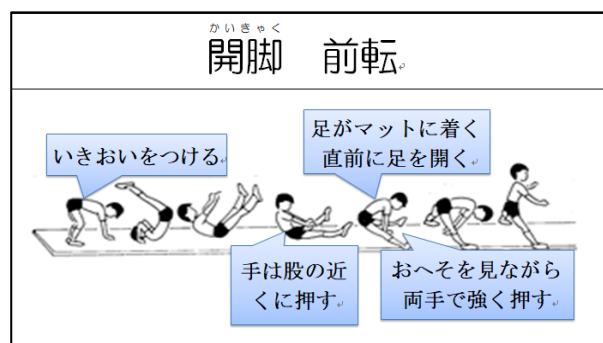 かいきゃく
開脚　前転
いきおいをつける
足がマットに着く
直前に足を開く
手は股の近
くに押す
おへそを見ながら
両手で強く押す